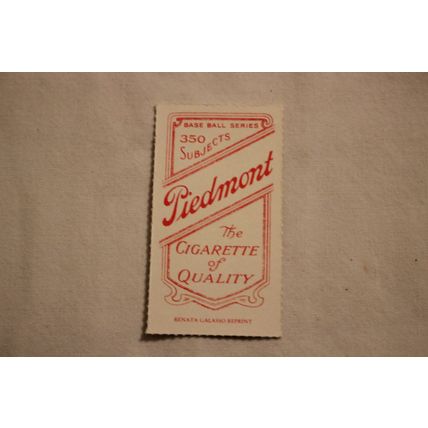 BASE BALL SERIES
350
SUBJECTS
Piedmont
The
CIGARETTE
of
QUALITY
RENATA GALASSO REPRINT